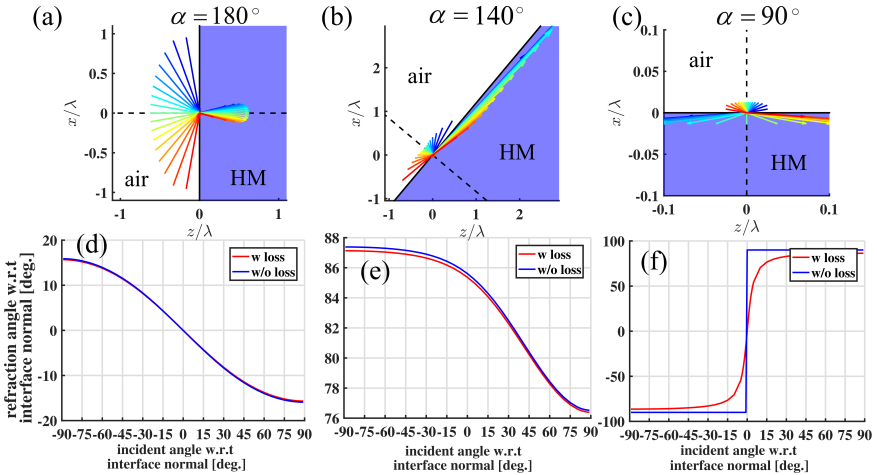 (a) α = 180° (b) α = 140° (c) α = 90°
1
0.5
0
-0.5
-1
x/λ
air
HM
-1 0 1
z/λ
2
1
0
-1
x/λ
air
HM
-1 0 1 2
z/λ
0.1
0.05
0
-0.05
-0.1
x/λ
air
HM
-0.1 0 0.1
z/λ
(d)
w loss
w/o loss
20
10
0
-10
-20
refraction angle w.r.t
interface normal [deg.]
-90-75-60-45-30-15 0 15 30 45 60 75 90
incident angle w.r.t
interface normal [deg.]
(e)
w loss
w/o loss
88
86
84
82
80
78
76
-90-75-60-45-30-15 0 15 30 45 60 75 90
incident angle w.r.t
interface normal [deg.]
(f)
w loss
w/o loss
100
50
0
-50
-100
-90-75-60-45-30-15 0 15 30 45 60 75 90
incident angle w.r.t
interface normal [deg.]